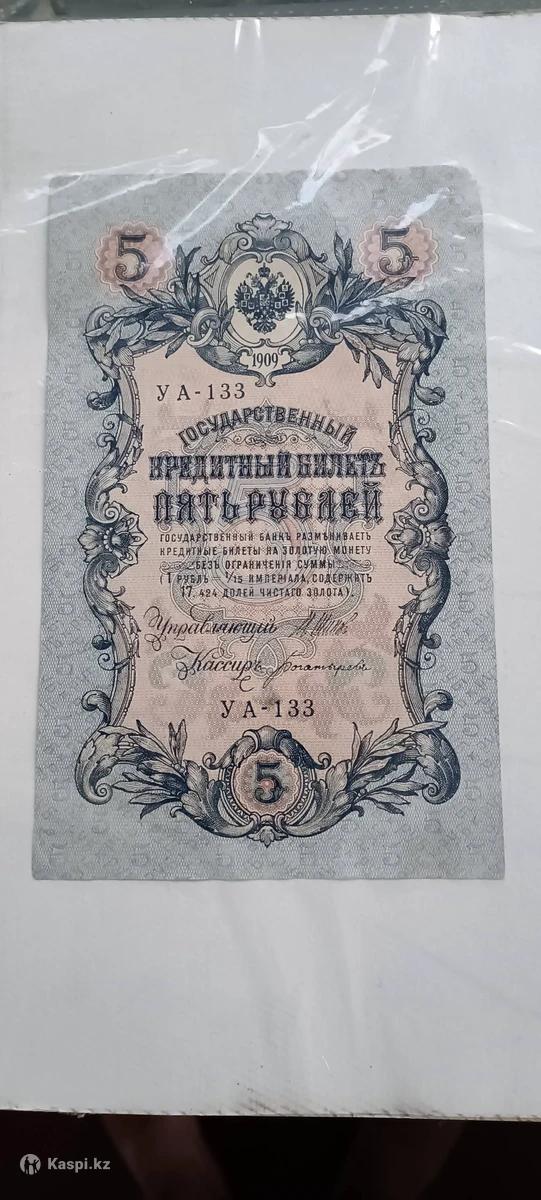 5 5
1909
УА-133
ГОСУДАРСТВЕННЫЙ
КРЕДИТНЫЙ БИЛЕТЪ
ПЯТЬ РУБЛЕЙ
ГОСУДАРСТВЕННЫЙ БАНКЪ РАЗМѢНИВАЕТЪ
КРЕДИТНЫЕ БИЛЕТЫ НА ЗОЛОТУЮ МОНЕТУ
БЕЗЪ ОГРАНИЧЕНІЯ СУММЫ
(1 РУБЛЬ = 1/15 ИМПЕРІАЛА, СОДЕРЖИТЪ
17,424 ДОЛЕЙ ЧИСТАГО ЗОЛОТА).
Управляющій
Кассиръ Богатыревъ
УА-133
5
Kaspi.kz